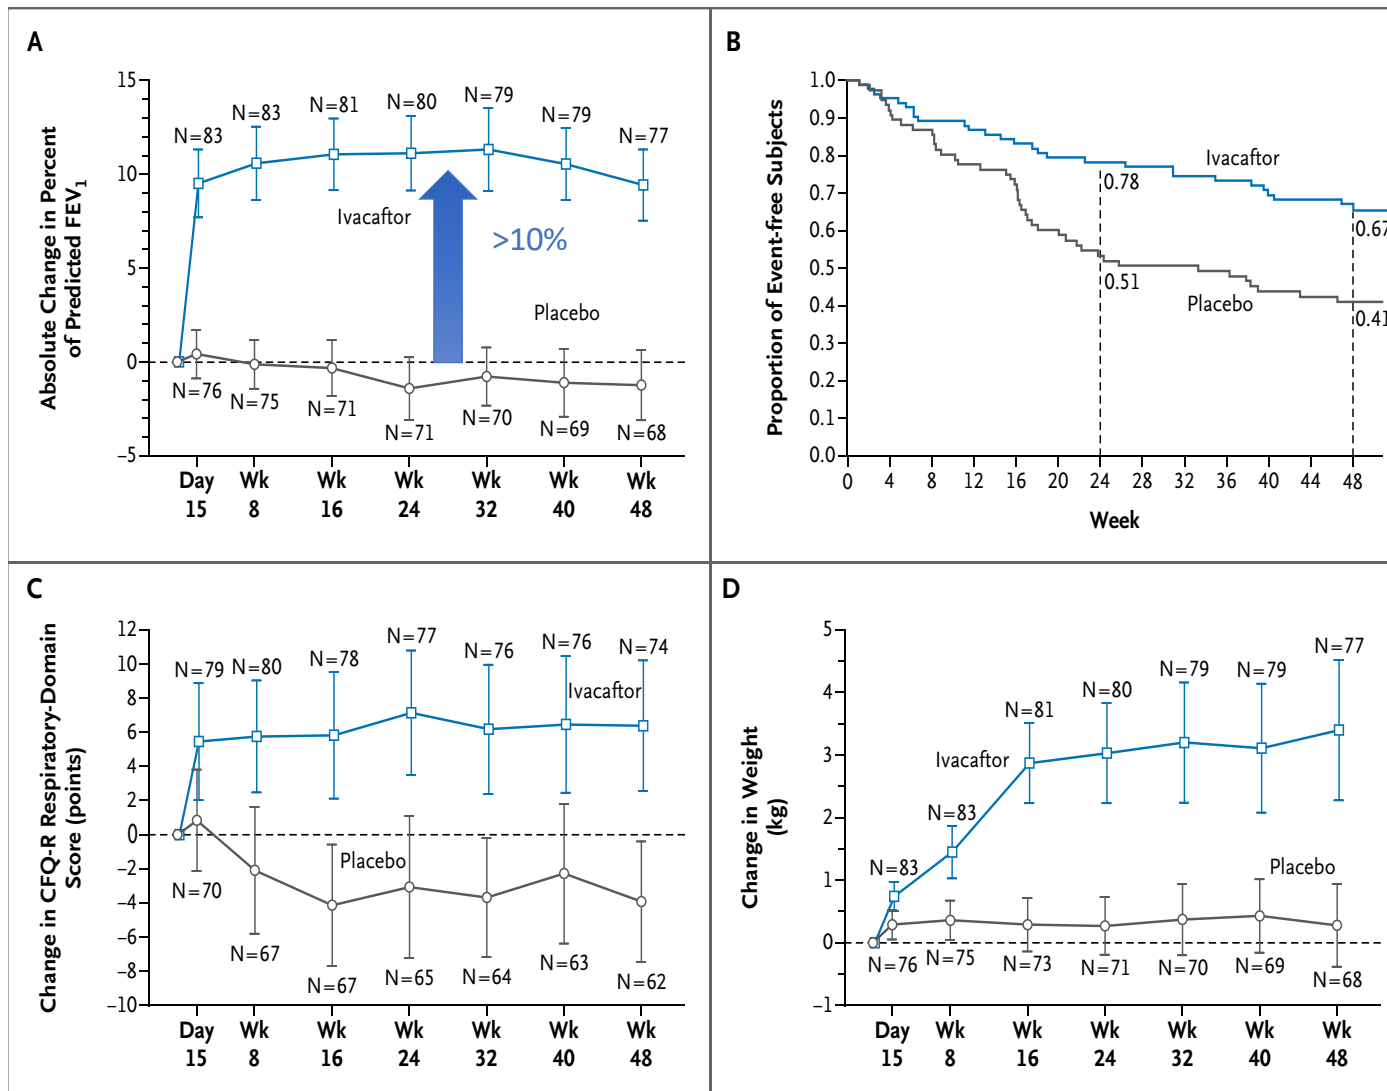 A
Absolute Change in Percent
of Predicted FEV1
15
10
5
0
–5
N=83
N=83
N=81
N=80
N=79
N=79
N=77
Ivacaftor
>10%
Placebo
N=76
N=75
N=71
N=71
N=70
N=69
N=68
Day Wk Wk Wk Wk Wk Wk
15 8 16 24 32 40 48
B
Proportion of Event-free Subjects
1.0
0.9
0.8
0.7
0.6
0.5
0.4
0.3
0.2
0.1
0.0
Ivacaftor
0.78
0.67
0.51
Placebo
0.41
0 4 8 12 16 20 24 28 32 36 40 44 48
Week
C
Change in CFQ-R Respiratory-Domain
Score (points)
12
10
8
6
4
2
0
–2
–4
–6
–8
–10
N=79
N=80
N=78
N=77
N=76
N=76
N=74
Ivacaftor
Placebo
N=70
N=67
N=67
N=65
N=64
N=63
N=62
Day Wk Wk Wk Wk Wk Wk
15 8 16 24 32 40 48
D
Change in Weight
(kg)
5
4
3
2
1
0
–1
N=83
N=83
N=81
N=80
N=79
N=79
N=77
Ivacaftor
Placebo
N=76
N=75
N=73
N=71
N=70
N=69
N=68
Day Wk Wk Wk Wk Wk Wk
15 8 16 24 32 40 48